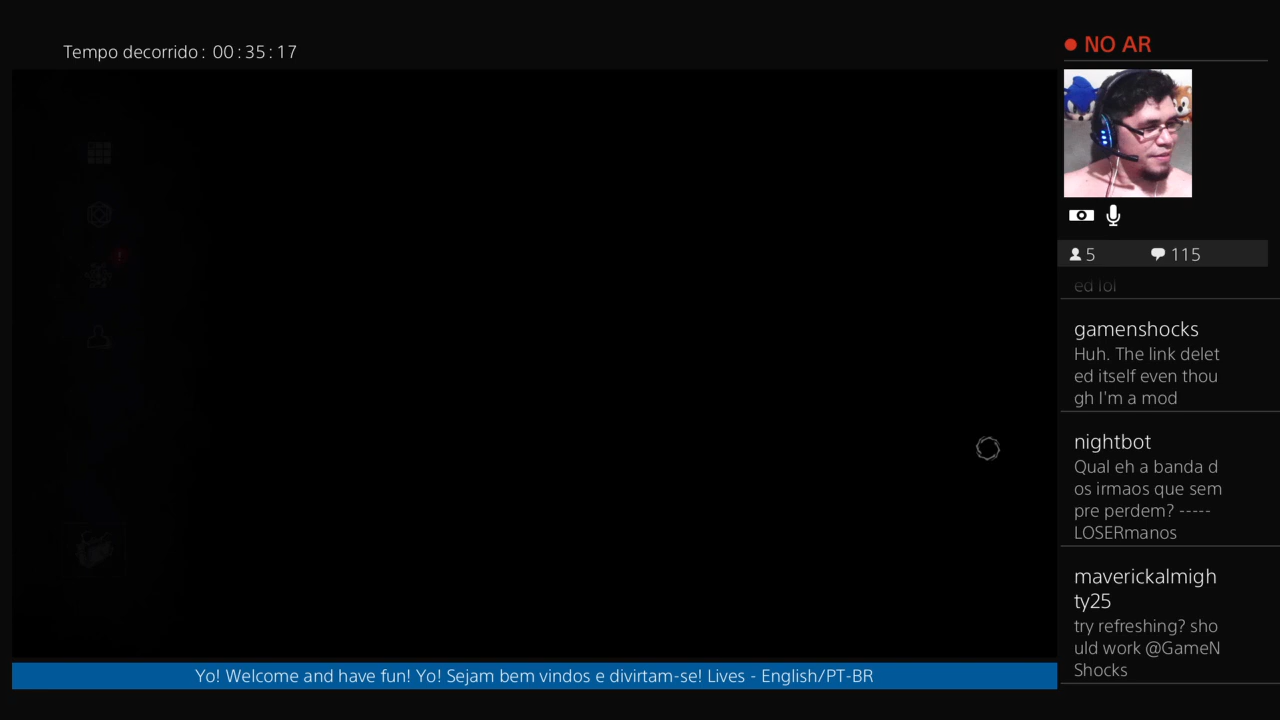 Tempo decorrido: 00:35:17
NO AR
5 115
ed lol
gamenshocks
Huh. The link delet
ed itself even thou
gh I'm a mod
nightbot
Qual eh a banda d
os irmaos que sem
pre perdem? -----
LOSERmanos
maverickalmigh
ty25
try refreshing? sho
uld work @GameN
Shocks
Yo! Welcome and have fun! Yo! Sejam bem vindos e divirtam-se! Lives - English/PT-BR